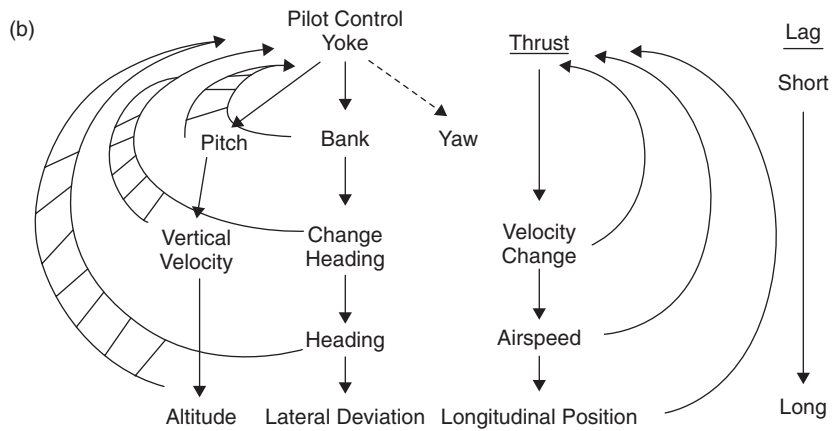 (b)
Pilot Control
Yoke
Thrust
Lag
Short
Pitch
Bank
Yaw
Vertical
Velocity
Change
Heading
Velocity
Change
Heading
Airspeed
Altitude
Lateral Deviation
Longitudinal Position
Long